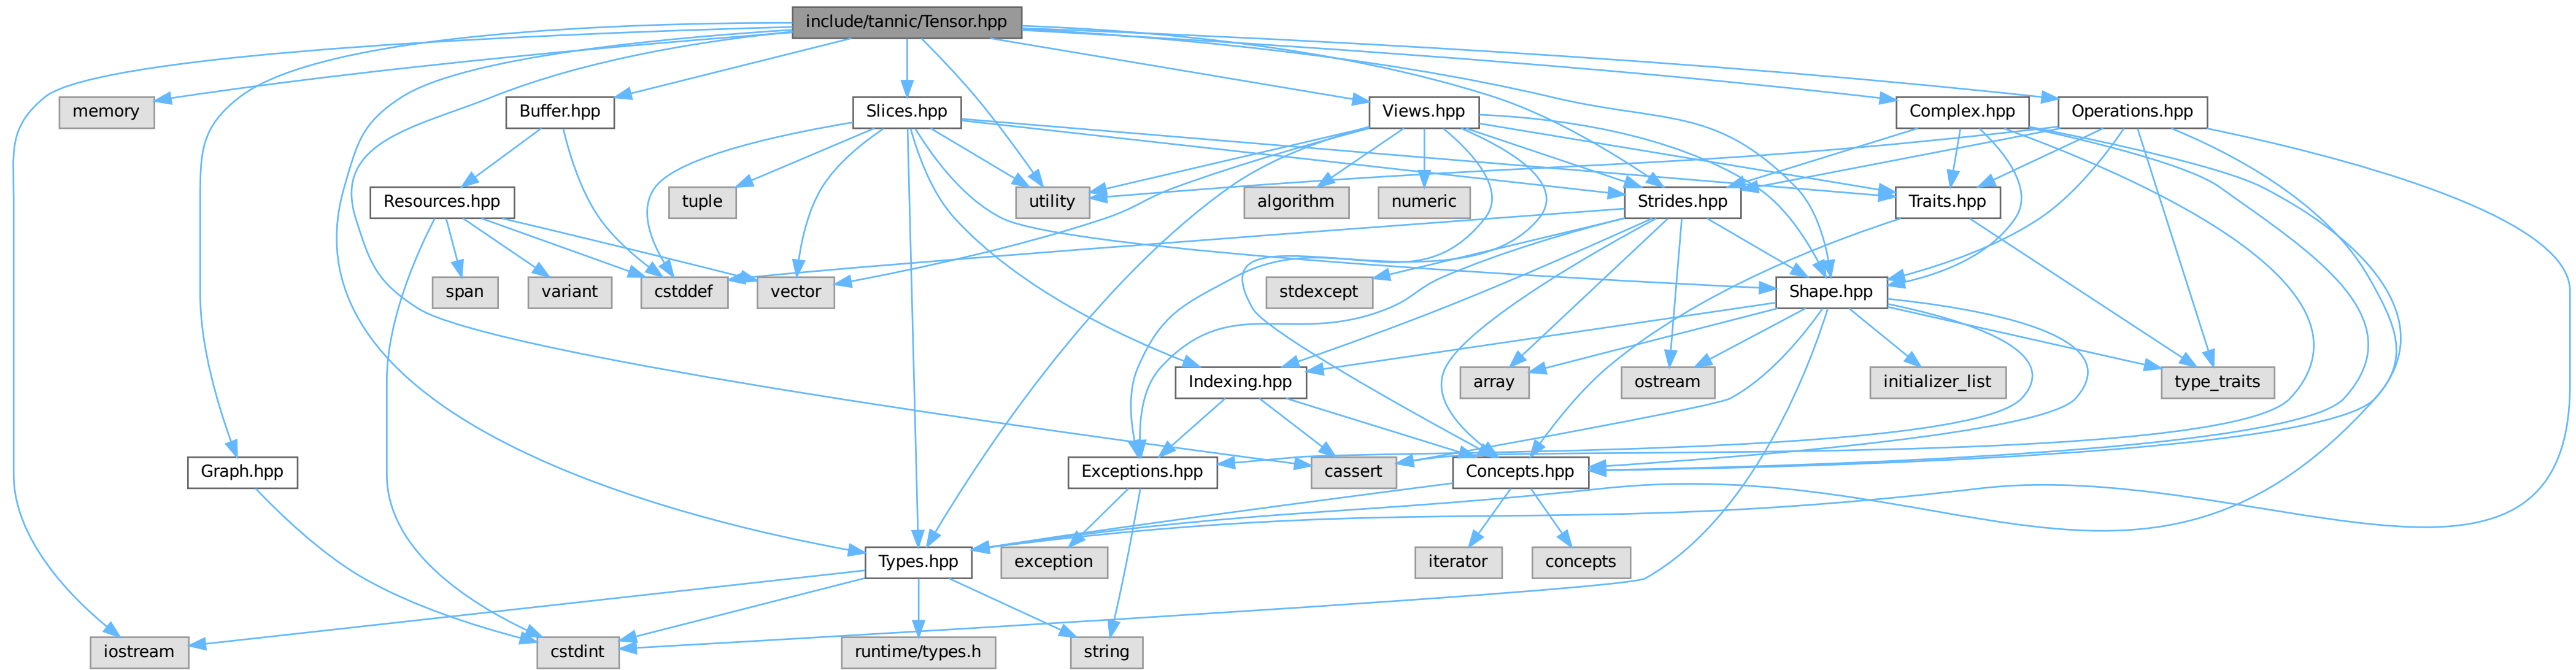 include/tannic/Tensor.hpp
memory
Buffer.hpp
Slices.hpp
Views.hpp
Complex.hpp
Operations.hpp
Resources.hpp
tuple
utility
algorithm
numeric
Strides.hpp
Traits.hpp
span
variant
cstddef
vector
stdexcept
Shape.hpp
Indexing.hpp
array
ostream
initializer_list
type_traits
Graph.hpp
Exceptions.hpp
cassert
Concepts.hpp
Types.hpp
exception
iterator
concepts
iostream
cstdint
runtime/types.h
string